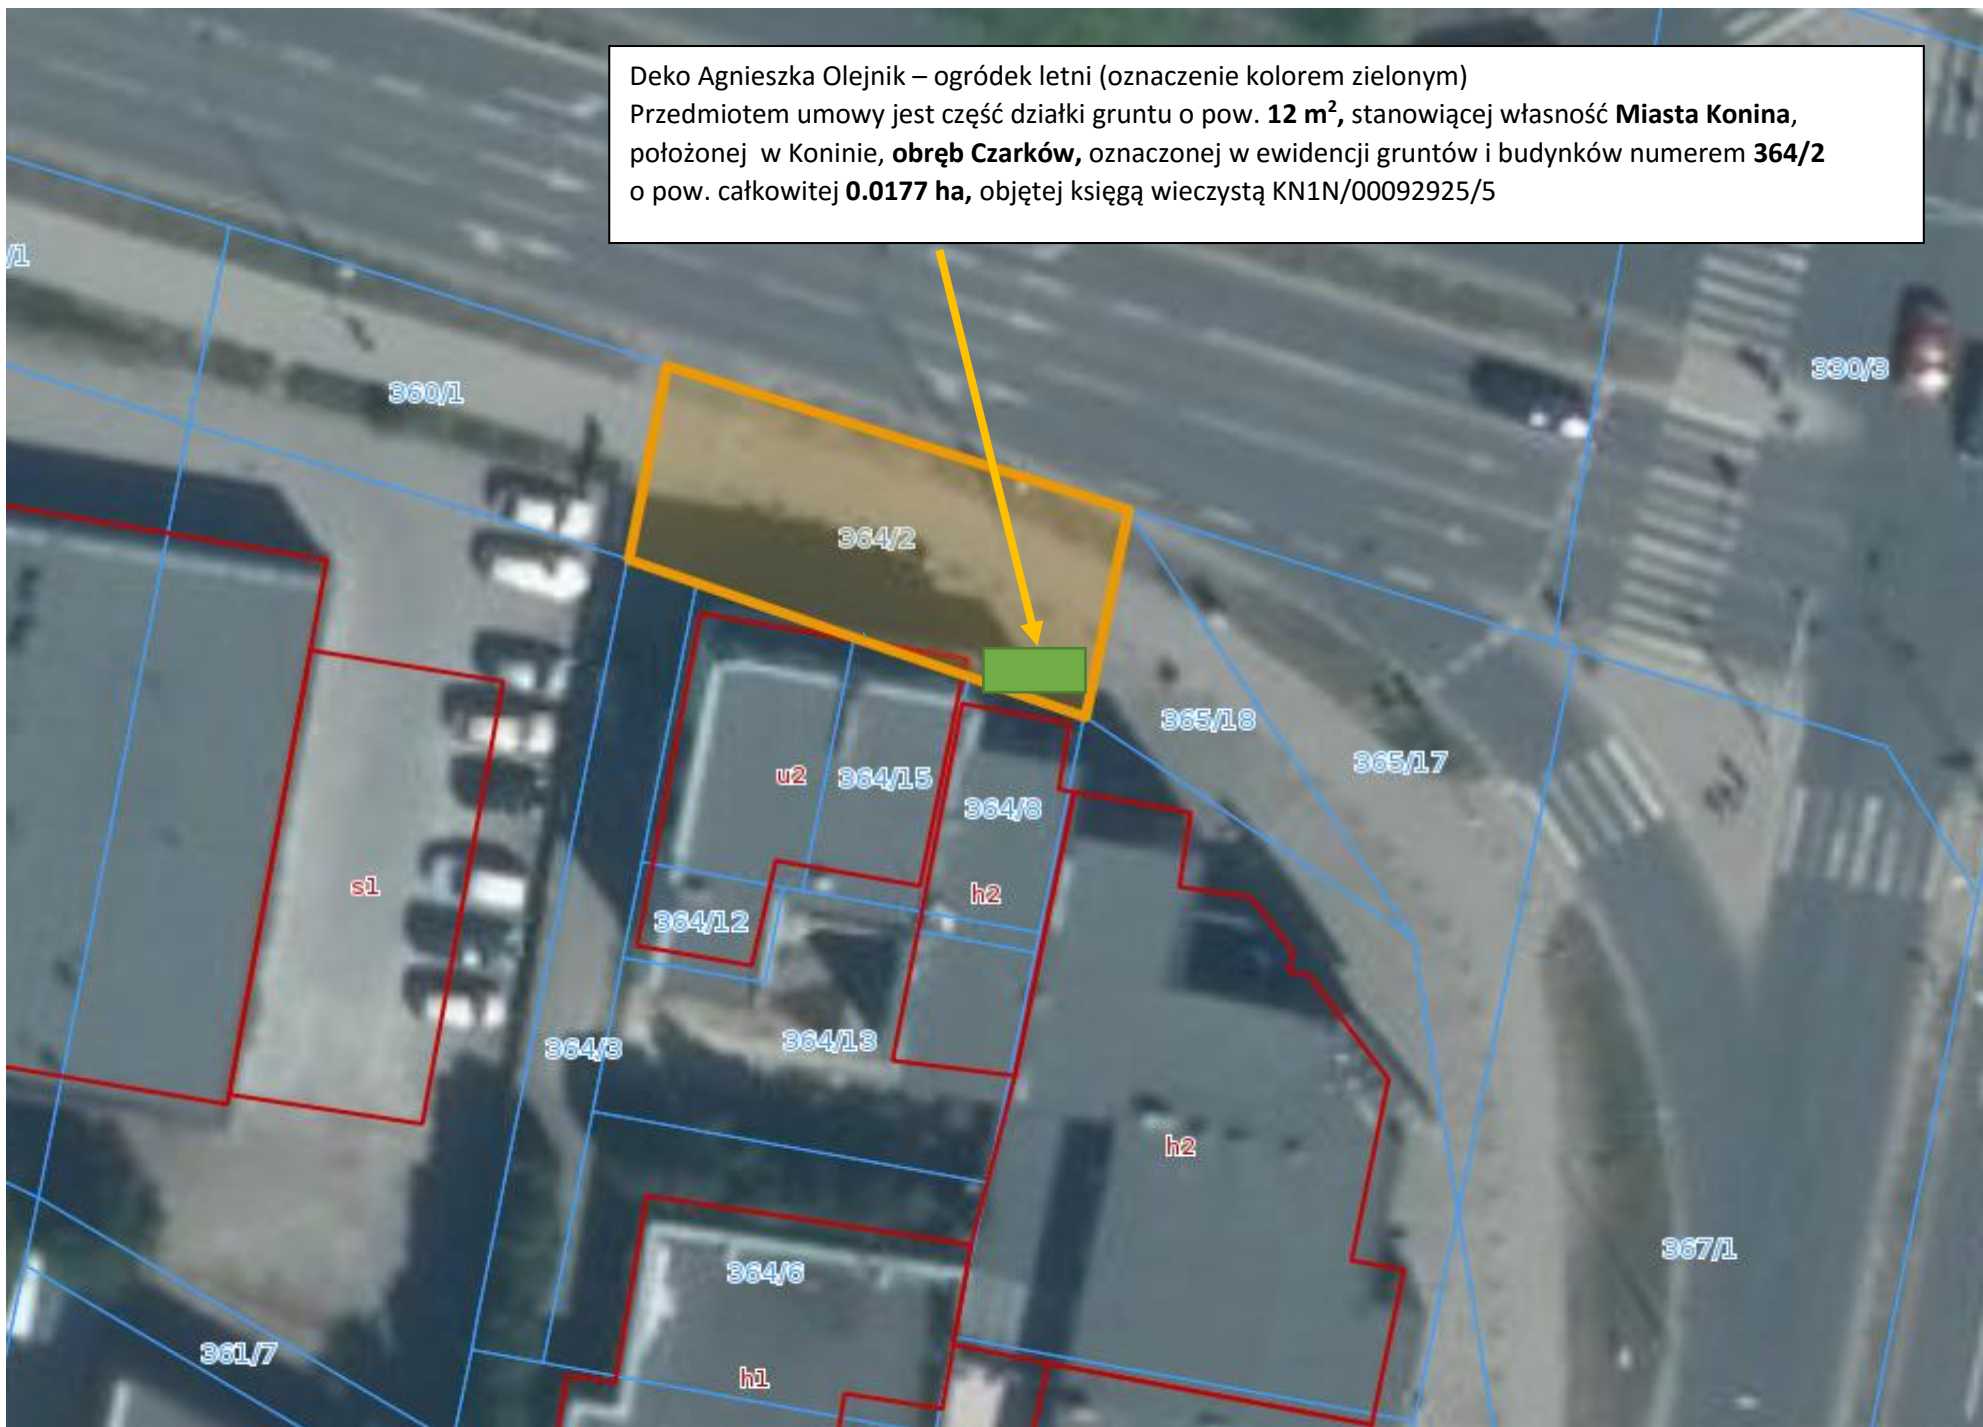 Deko Agnieszka Olejnik – ogródek letni (oznaczenie kolorem zielonym)
Przedmiotem umowy jest część działki gruntu o pow. 12 m², stanowiącej własność Miasta Konina,
położonej w Koninie, obręb Czarków, oznaczonej w ewidencji gruntów i budynków numerem 364/2
o pow. całkowitej 0.0177 ha, objętej księgą wieczystą KN1N/00092925/5
/1
360/1
330/3
364/2
365/18
365/17
u2
364/15
364/8
s1
h2
364/12
364/3
364/13
h2
367/1
364/6
361/7
h1